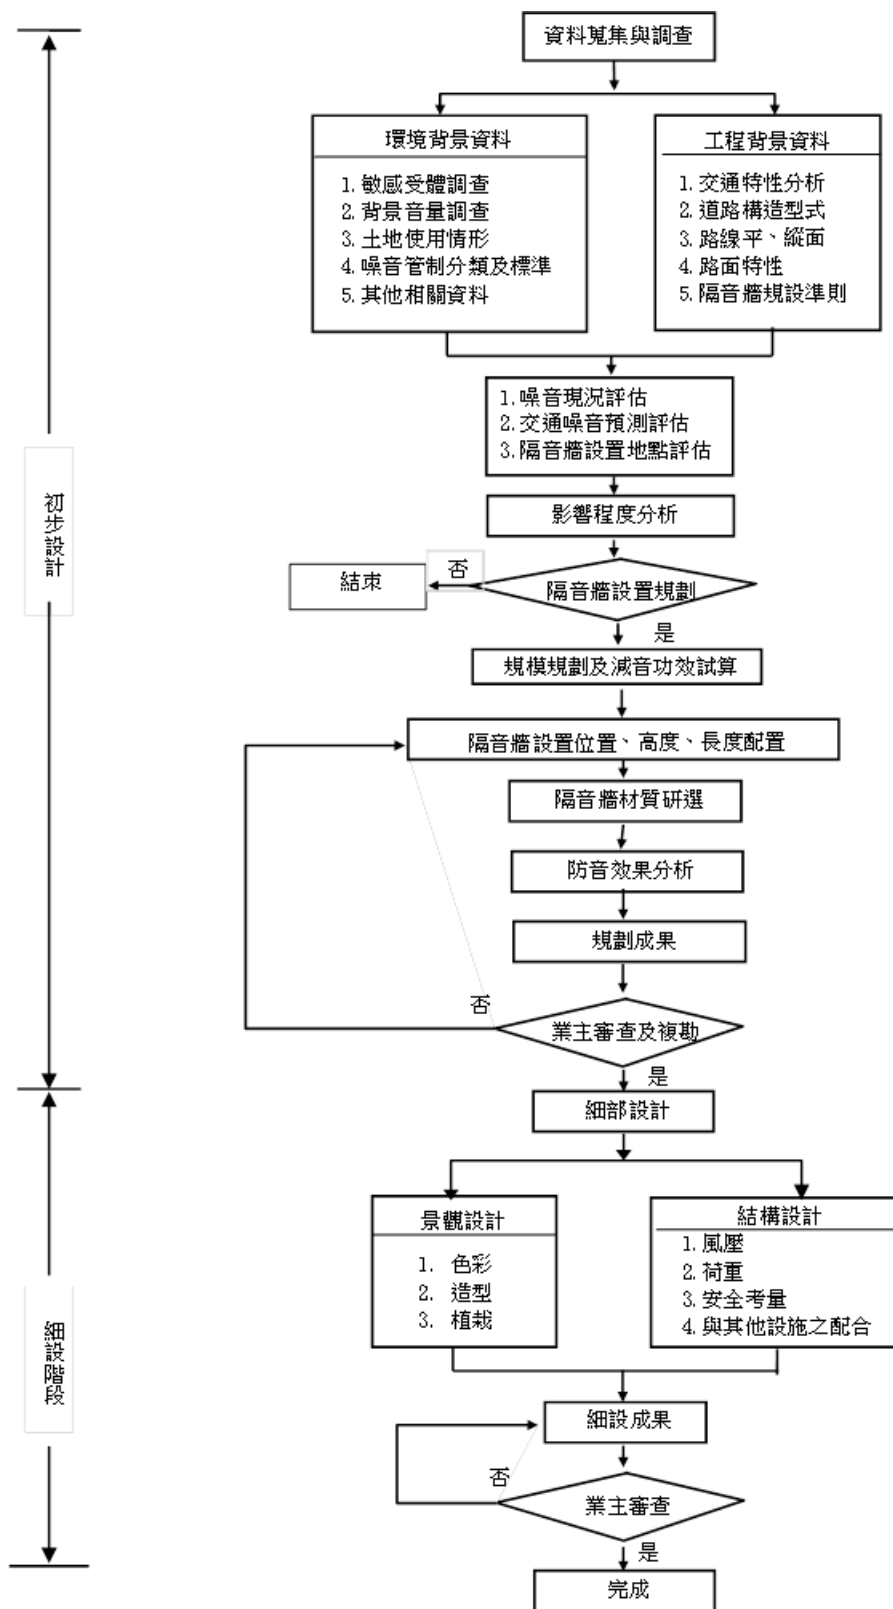 資料蒐集與調查
環境背景資料
1. 敏感受體調查
2. 背景音量調查
3. 土地使用情形
4. 噪音管制分類及標準
5. 其他相關資料
工程背景資料
1. 交通特性分析
2. 道路構造型式
3. 路線平、縱面
4. 路面特性
5. 隔音牆規設準則
1. 噪音現況評估
2. 交通噪音預測評估
3. 隔音牆設置地點評估
影響程度分析
隔音牆設置規劃
否
結束
是
規模規劃及減音功效試算
隔音牆設置位置、高度、長度配置
隔音牆材質研選
防音效果分析
規劃成果
業主審查及複勘
否
是
初步設計
細部設計
景觀設計
1. 色彩
2. 造型
3. 植栽
結構設計
1. 風壓
2. 荷重
3. 安全考量
4. 與其他設施之配合
細設成果
業主審查
否
是
完成
細設階段